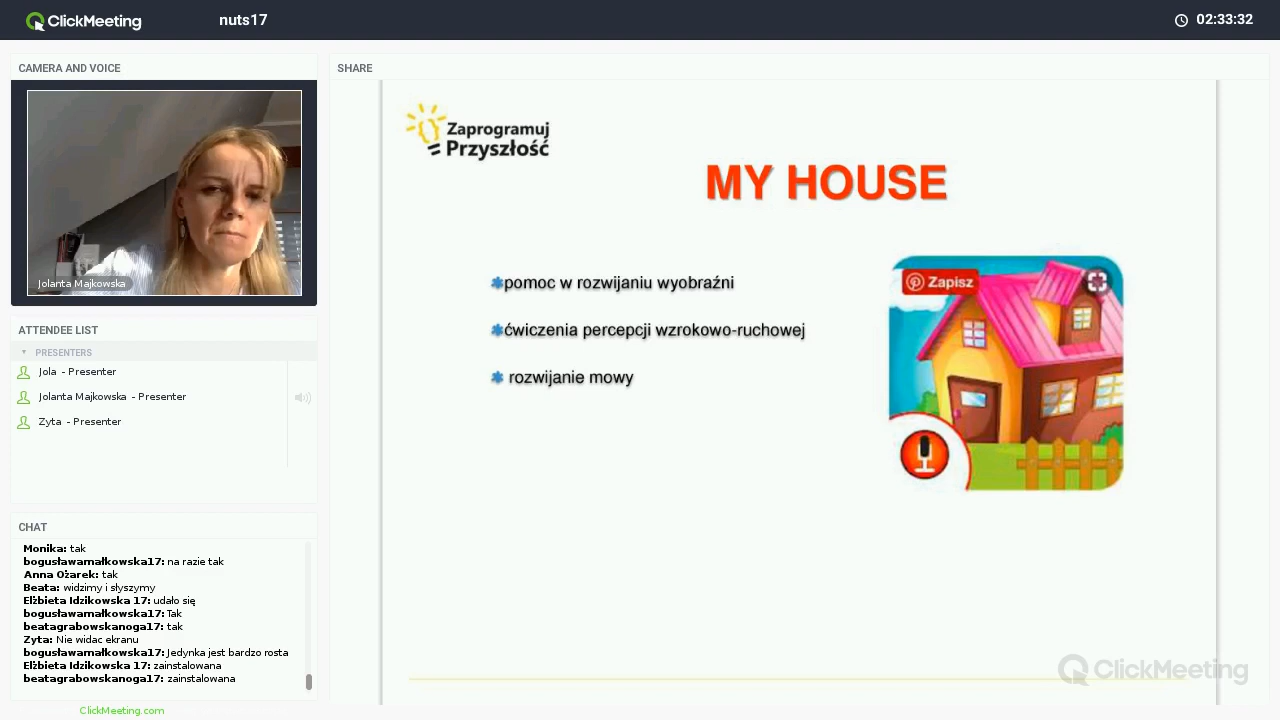 ClickMeeting
nuts17
02:33:32
CAMERA AND VOICE
Jolanta Majkowska
ATTENDEE LIST
PRESENTERS
Jola - Presenter
Jolanta Majkowska - Presenter
Zyta - Presenter
CHAT
Monika: tak
bogusławamałkowska17: na razie tak
Anna Ożarek: tak
Beata: widzimy i słyszymy
Elżbieta Idzikowska 17: udało się
bogusławamałkowska17: Tak
beatagrabowskanoga17: tak
Zyta: Nie widac ekranu
bogusławamałkowska17: Jedynka jest bardzo rosta
Elżbieta Idzikowska 17: zainstalowana
beatagrabowskanoga17: zainstalowana
ClickMeeting.com
SHARE
Zaprogramuj
Przyszłość
MY HOUSE
pomoc w rozwijaniu wyobraźni
ćwiczenia percepcji wzrokowo-ruchowej
rozwijanie mowy
Zapisz
ClickMeeting